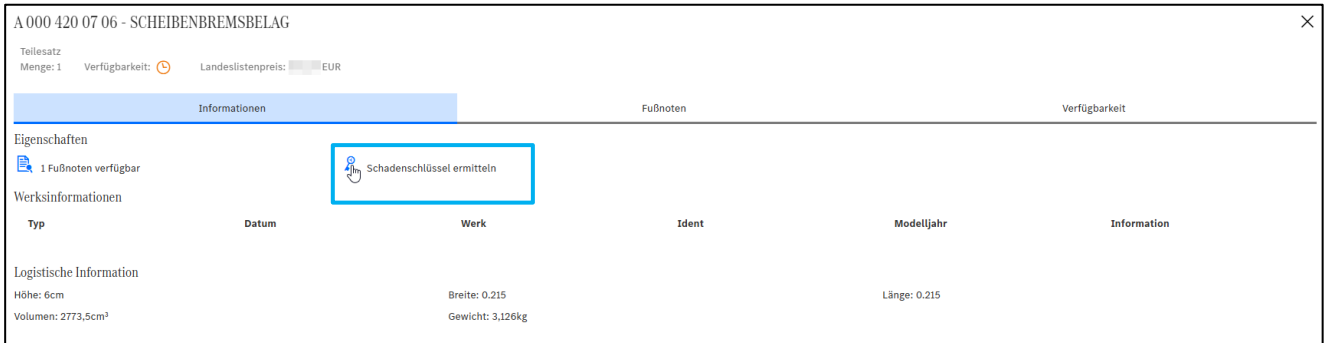 A 000 420 07 06 - SCHEIBENBREMSBELAG
Teilesatz
Menge: 1 Verfügbarkeit: Landeslistenpreis: EUR
Informationen Fußnoten Verfügbarkeit
Eigenschaften
1 Fußnoten verfügbar Schadenschlüssel ermitteln
Werksinformationen
Typ Datum Werk Ident Modelljahr Information
Logistische Information
Höhe: 6cm Breite: 0.215 Länge: 0.215
Volumen: 2773,5cm³ Gewicht: 3,126kg